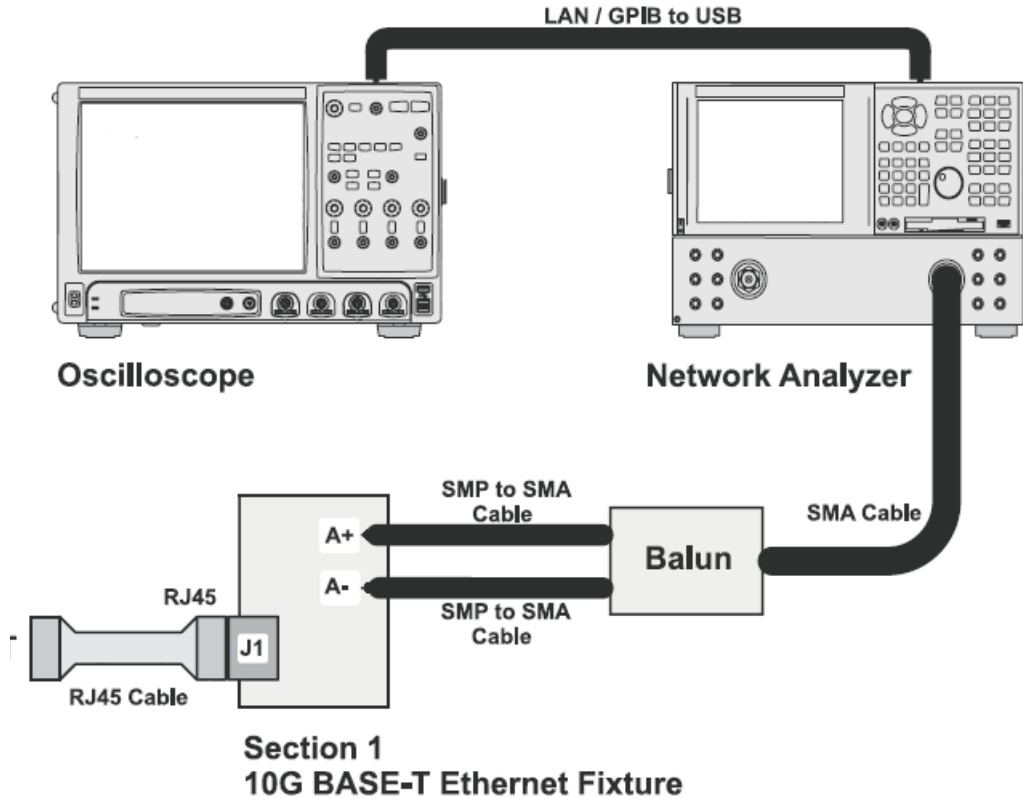 LAN / GPIB to USB
Oscilloscope
Network Analyzer
SMP to SMA
Cable
SMA Cable
A+
Balun
A-
RJ45
SMP to SMA
Cable
J1
RJ45 Cable
Section 1
10G BASE-T Ethernet Fixture